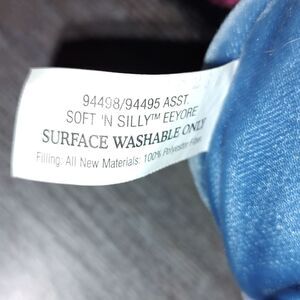 94498/94495 ASST.
SOFT 'N SILLY™ EEYORE
SURFACE WASHABLE ONLY
Filling: All New Materials: 100% Polyester Fiber